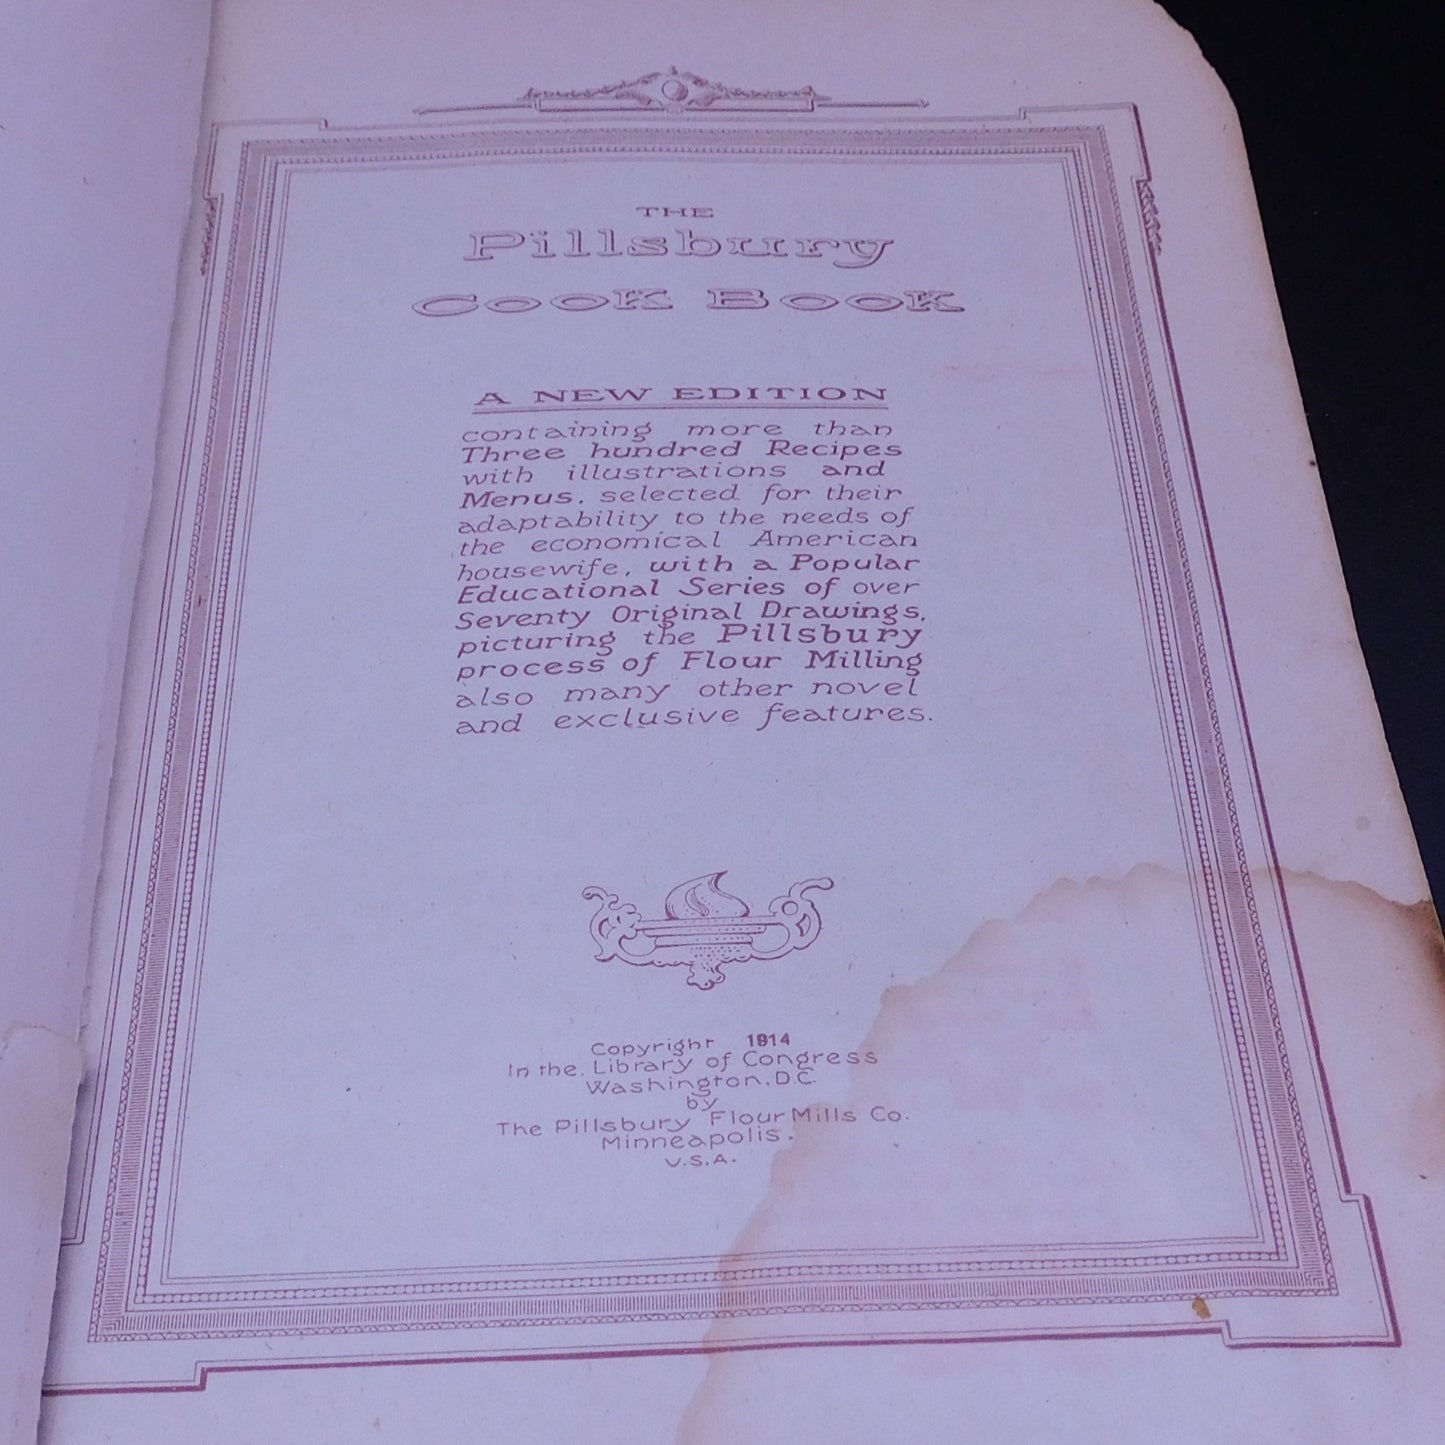 THE
Pillsbury
COOK BOOK
A NEW EDITION
containing more than
Three hundred Recipes
with illustrations and
Menus, selected for their
adaptability to the needs of
the economical American
housewife, with a Popular
Educational Series of over
Seventy Original Drawings,
picturing the Pillsbury
process of Flour Milling
also many other novel
and exclusive features.
Copyright 1914
In the Library of Congress
Washington, D.C.
by
The Pillsbury Flour Mills Co.
Minneapolis.
U.S.A.